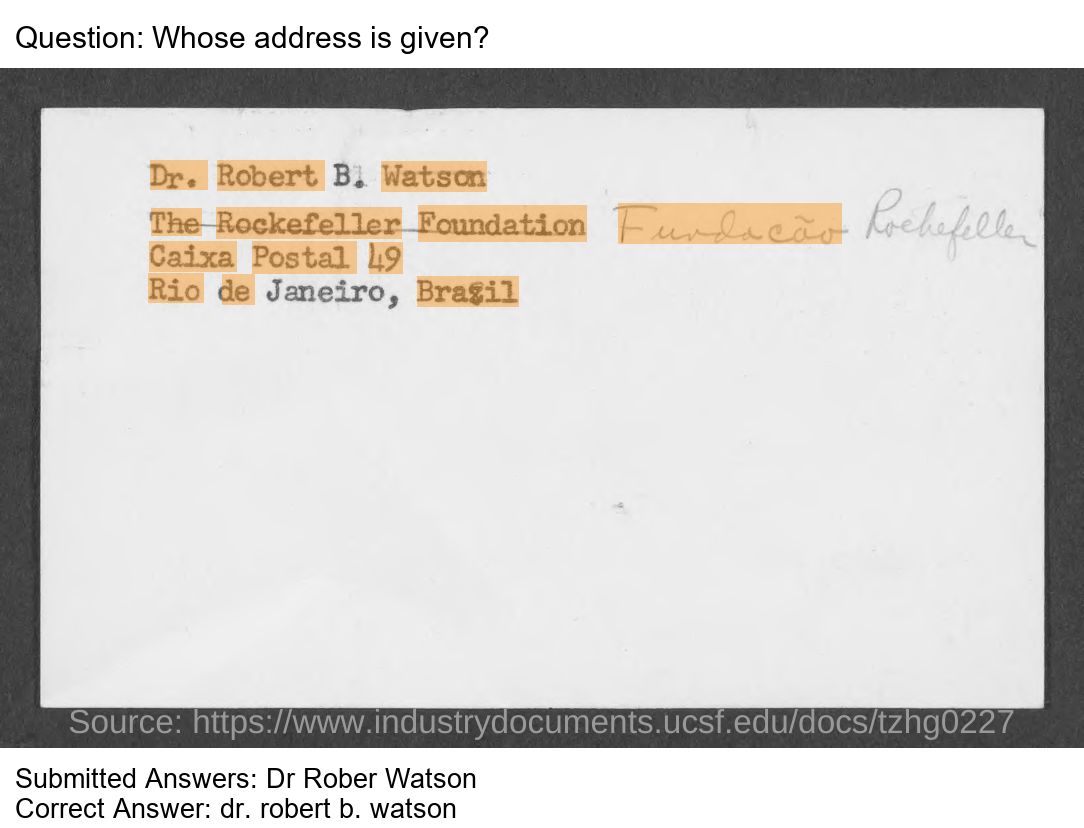 Question: Whose address is given?
Dr. Robert B. Watson
The Rockefeller Foundation Fundacão Rockefeller
Caixa Postal 49
Rio de Janeiro, Brazil
Source: https://www.industrydocuments.ucsf.edu/docs/tzhg0227
Submitted Answers: Dr Rober Watson
Correct Answer: dr. robert b. watson